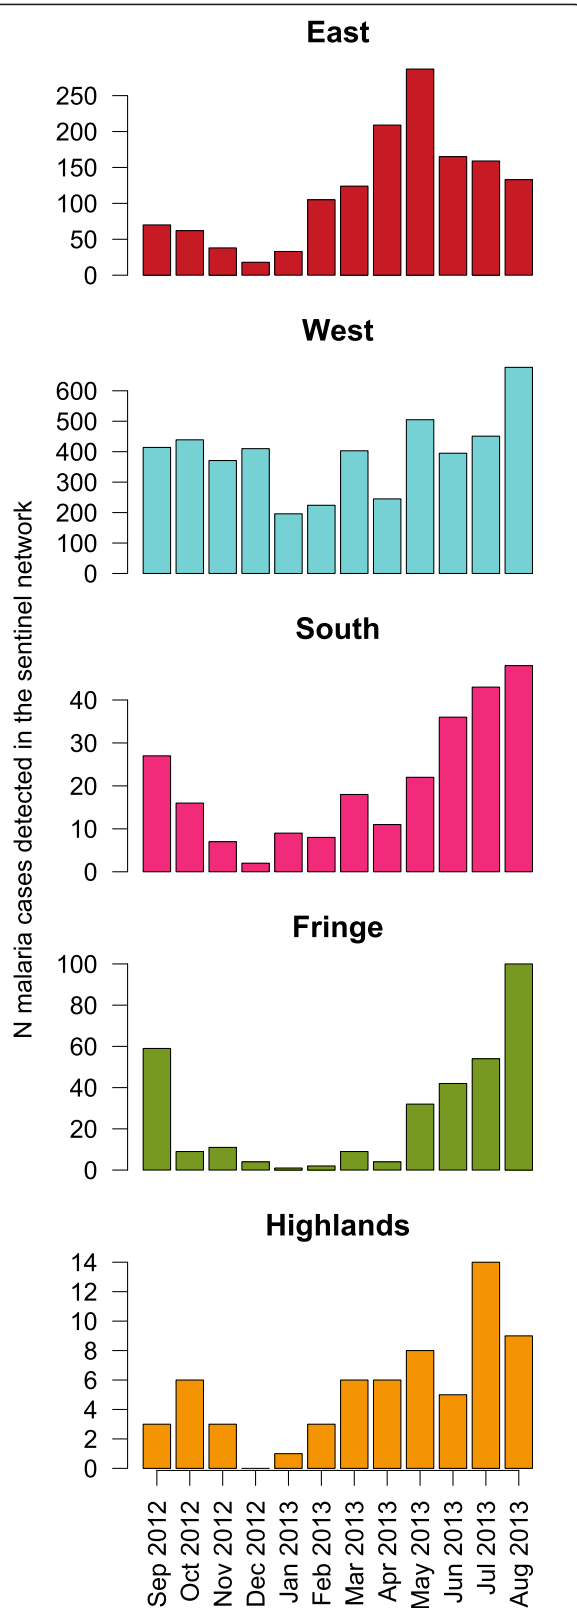 East
250
200
150
100
50
0
West
600
500
400
300
200
100
0
South
40
30
20
10
0
Fringe
100
80
60
40
20
0
Highlands
14
12
10
8
6
4
2
0
N malaria cases detected in the sentinel network
Sep 2012
Oct 2012
Nov 2012
Dec 2012
Jan 2013
Feb 2013
Mar 2013
Apr 2013
May 2013
Jun 2013
Jul 2013
Aug 2013